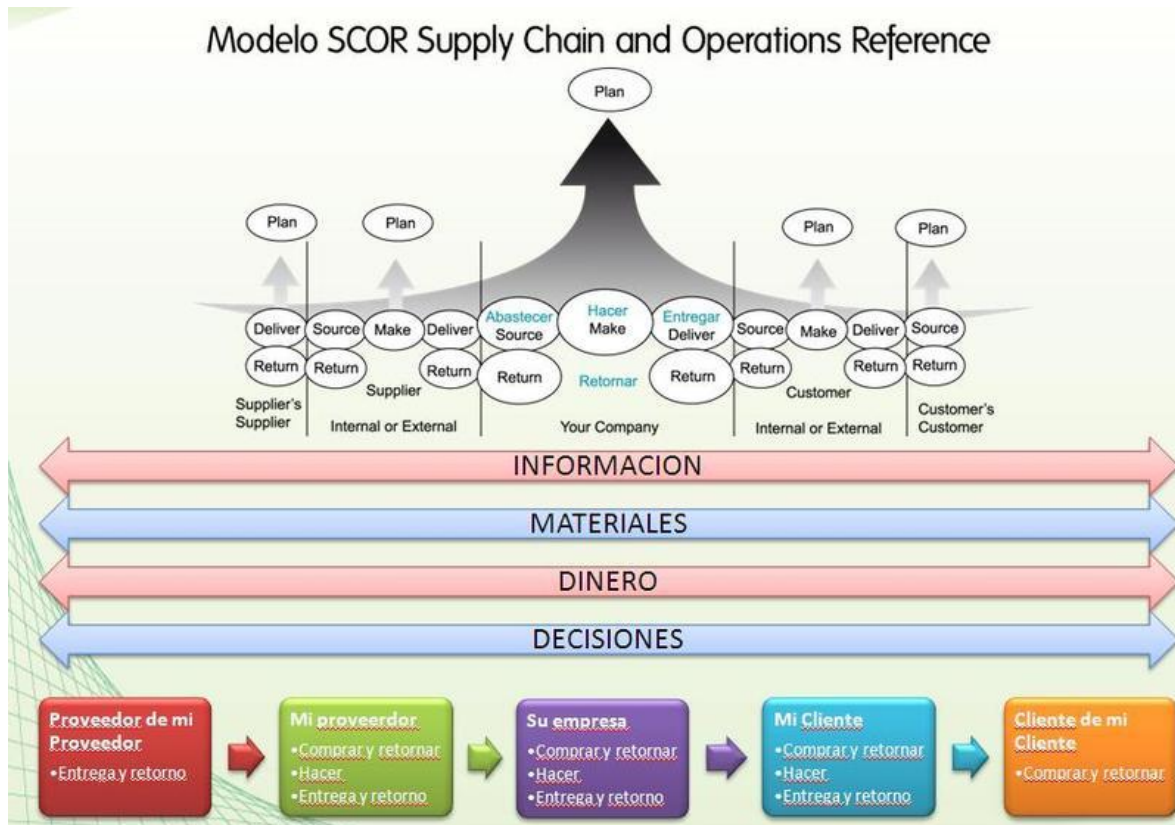 Modelo SCOR Supply Chain and Operations Reference
Plan
Plan
Plan
Plan
Plan
Deliver
Source
Make
Deliver
Abastecer
Source
Hacer
Make
Entregar
Deliver
Source
Make
Deliver
Source
Return
Return
Return
Return
Retornar
Return
Return
Return
Return
Supplier's
Supplier
Supplier
Internal or External
Your Company
Customer
Internal or External
Customer's
Customer
INFORMACION
MATERIALES
DINERO
DECISIONES
Proveedor de mi
Proveedor
•Entrega y retorno
Mi proveerdor
•Comprar y retornar
•Hacer
•Entrega y retorno
Su empresa
•Comprar y retornar
•Hacer
•Entrega y retorno
Mi Cliente
•Comprar y retornar
•Hacer
•Entrega y retorno
Cliente de mi
Cliente
•Comprar y retornar